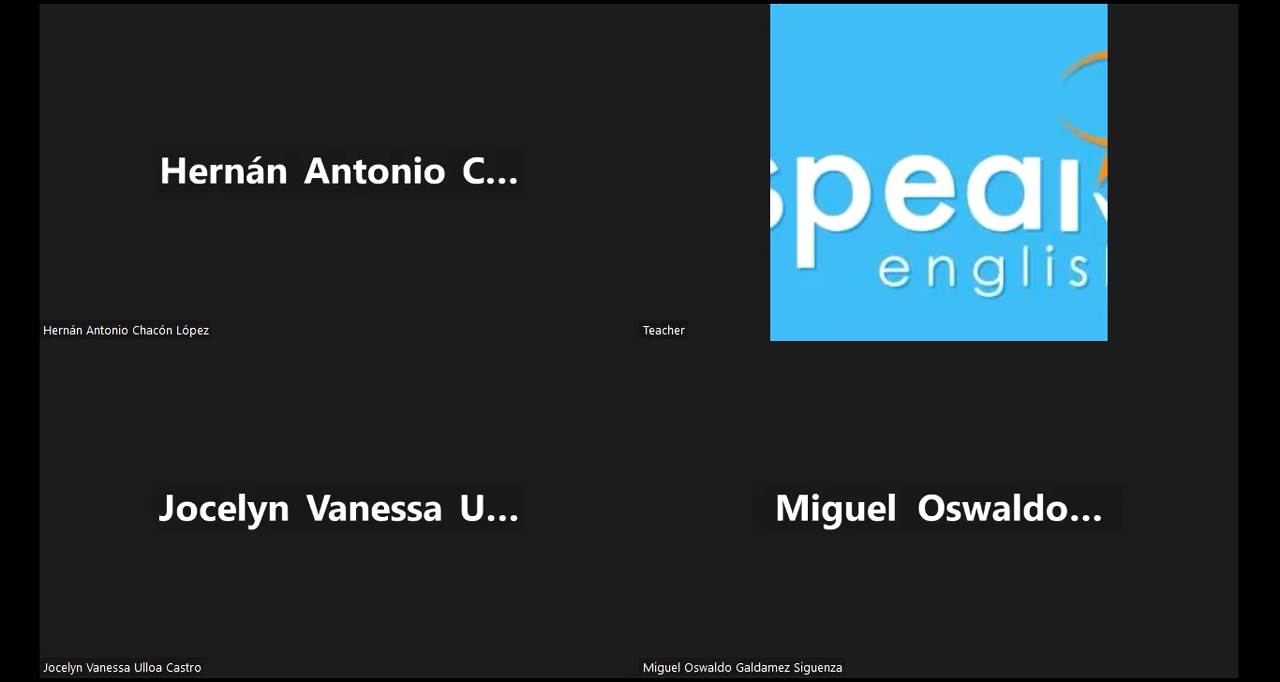 Hernán Antonio C...
Hernán Antonio Chacón López
english
Teacher
Jocelyn Vanessa U...
Jocelyn Vanessa Ulloa Castro
Miguel Oswaldo...
Miguel Oswaldo Galdamez Siguenza